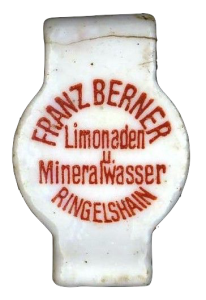 FRANZ BERNER
Limonaden
u.
Mineralwasser
RINGELSHAIN